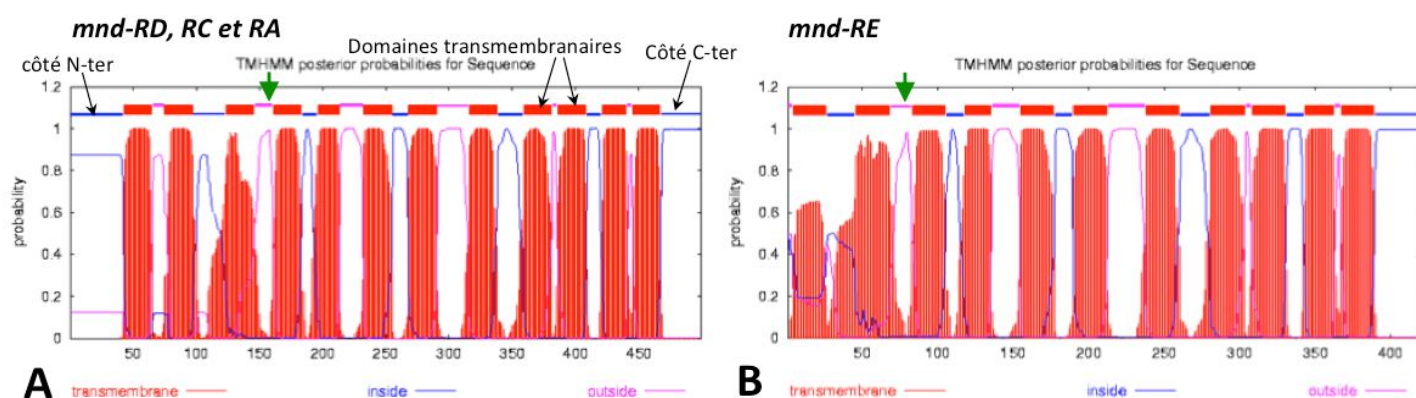 mnd-RD, RC et RA
côté N-ter
Domaines transmembranaires
Côté C-ter
TMHMM posterior probabilities for Sequence
probability
1.2
1
0.8
0.6
0.4
0.2
0
50 100 150 200 250 300 350 400 450
A
transmembrane inside outside
mnd-RE
TMHMM posterior probabilities for Sequence
probability
1.2
1
0.8
0.6
0.4
0.2
0
50 100 150 200 250 300 350 400
B
transmembrane inside outside